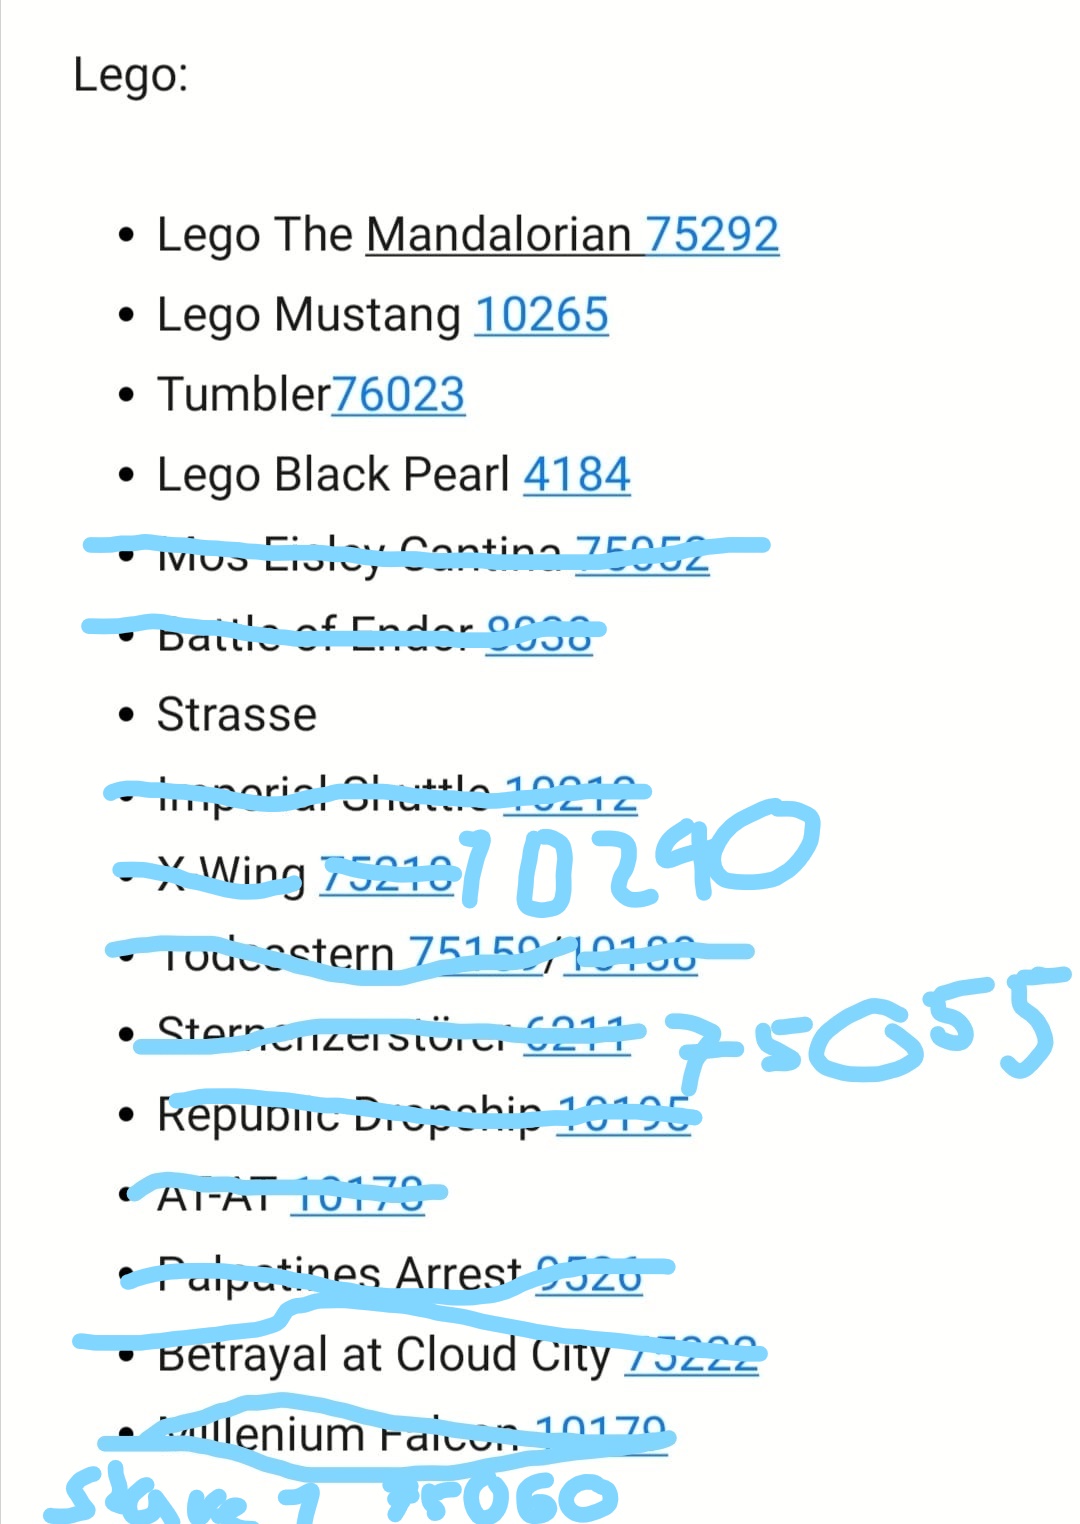 Lego:
Lego The Mandalorian 75292
Lego Mustang 10265
Tumbler76023
Lego Black Pearl 4184
Mos Eisley Cantina 75052
Battle of Endor 8038
Strasse
Imperial Shuttle 10212
X Wing 75218 10240
Todesstern 75159/10188
Sternenzerstörer 6211 75055
Republic Dropship 10195
AT-AT 10178
Palpatines Arrest 9526
Betrayal at Cloud City 75222
Millenium Falcon 10179
Slave 1 75060